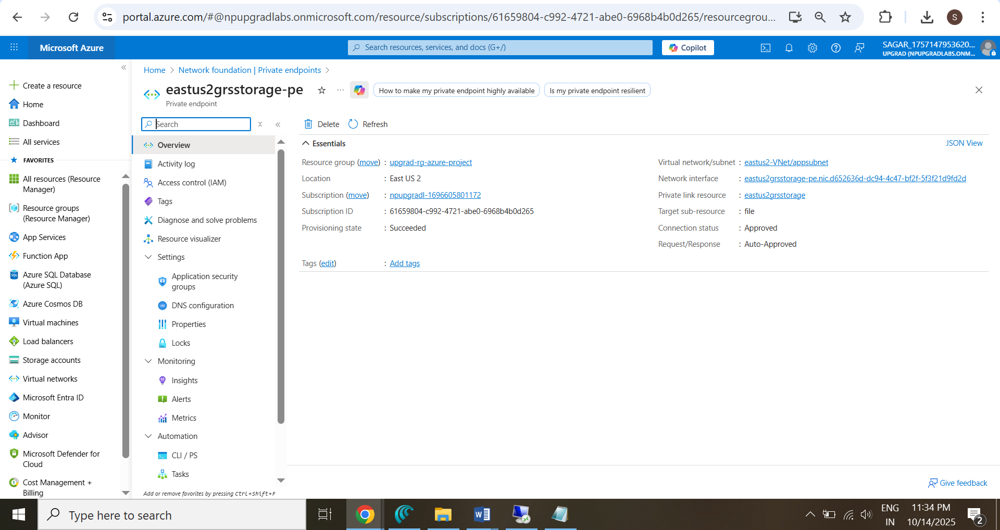 portal.azure.com/#@npupgradlabs.onmicrosoft.com/resource/subscriptions/61659804-c992-4721-abe0-6968b4b0d265/resourcegrou...
S
Microsoft Azure
Search resources, services, and docs (G+/)
Copilot
SAGAR_1757147953620...
UPGRAD (NPUPGRADLABS.ONM...
Create a resource
Home
Dashboard
All services
FAVORITES
All resources (Resource
Manager)
Resource groups
(Resource Manager)
App Services
Function App
Azure SQL Database
(Azure SQL)
Azure Cosmos DB
Virtual machines
Load balancers
Storage accounts
Virtual networks
Microsoft Entra ID
Monitor
Advisor
Microsoft Defender for
Cloud
Cost Management +
Billing
Home > Network foundation | Private endpoints >
eastus2grsstorage-pe
Private endpoint
How to make my private endpoint highly available
Is my private endpoint resilient
Search
Overview
Activity log
Access control (IAM)
Tags
Diagnose and solve problems
Resource visualizer
Settings
Application security
groups
DNS configuration
Properties
Locks
Monitoring
Insights
Alerts
Metrics
Automation
CLI / PS
Tasks
Add or remove favorites by pressing Ctrl+Shift+F
Delete
Refresh
Essentials
JSON View
Resource group (move) : upgrad-rg-azure-project
Location : East US 2
Subscription (move) : npupgradl-1696605801172
Subscription ID : 61659804-c992-4721-abe0-6968b4b0d265
Provisioning state : Succeeded
Virtual network/subnet : eastus2-VNet/appsubnet
Network interface : eastus2grsstorage-pe.nic.d652636d-dc94-4c47-bf2f-5f3f21d9fd2d
Private link resource : eastus2grsstorage
Target sub-resource : file
Connection status : Approved
Request/Response : Auto-Approved
Tags (edit) : Add tags
Give feedback
Type here to search
ENG
IN
11:34 PM
10/14/2025
2